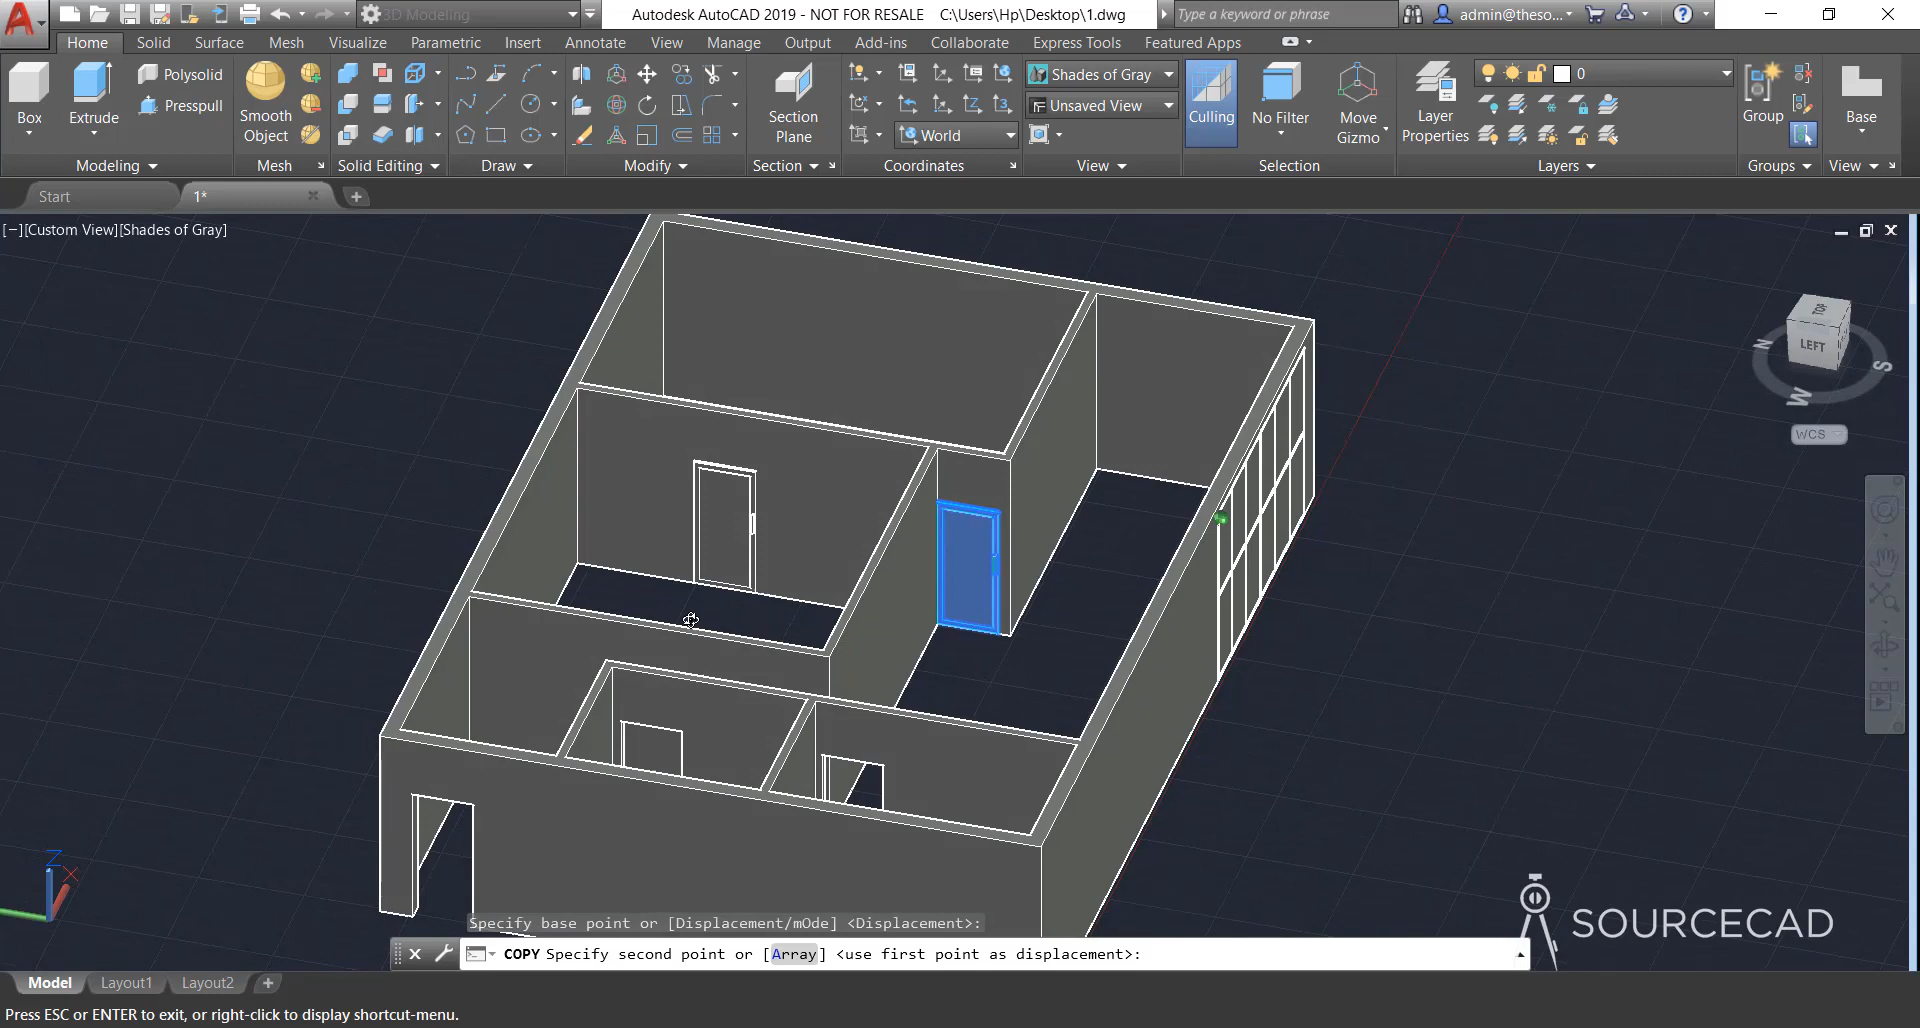 3D Modeling
Autodesk AutoCAD 2019 - NOT FOR RESALE C:\Users\Hp\Desktop\1.dwg
Type a keyword or phrase
admin@theso...
Home Solid Surface Mesh Visualize Parametric Insert Annotate View Manage Output Add-ins Collaborate Express Tools Featured Apps
Box
Extrude
Polysolid
Presspull
Modeling
Smooth
Object
Mesh
Solid Editing
Draw
Modify
Section
Plane
Section
World
Coordinates
Shades of Gray
Unsaved View
View
Culling
No Filter
Move
Gizmo
Selection
Layer
Properties
0
Layers
Group
Groups
Base
View
Start
1*
[−][Custom View][Shades of Gray]
TOP
LEFT
N
S
W
WCS
Z
X
SOURCECAD
Specify base point or [Displacement/mOde] <Displacement>:
COPY Specify second point or [Array] <use first point as displacement>:
Model Layout1 Layout2
Press ESC or ENTER to exit, or right-click to display shortcut-menu.